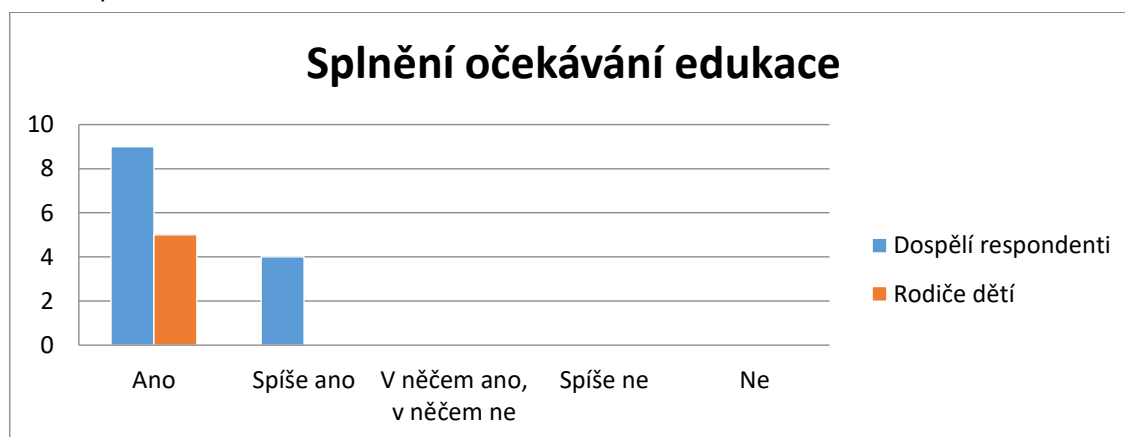 Splnění očekávání edukace
10
8
6
4
2
0
Ano
Spíše ano
V něčem ano,
v něčem ne
Spíše ne
Ne
Dospělí respondenti
Rodiče dětí